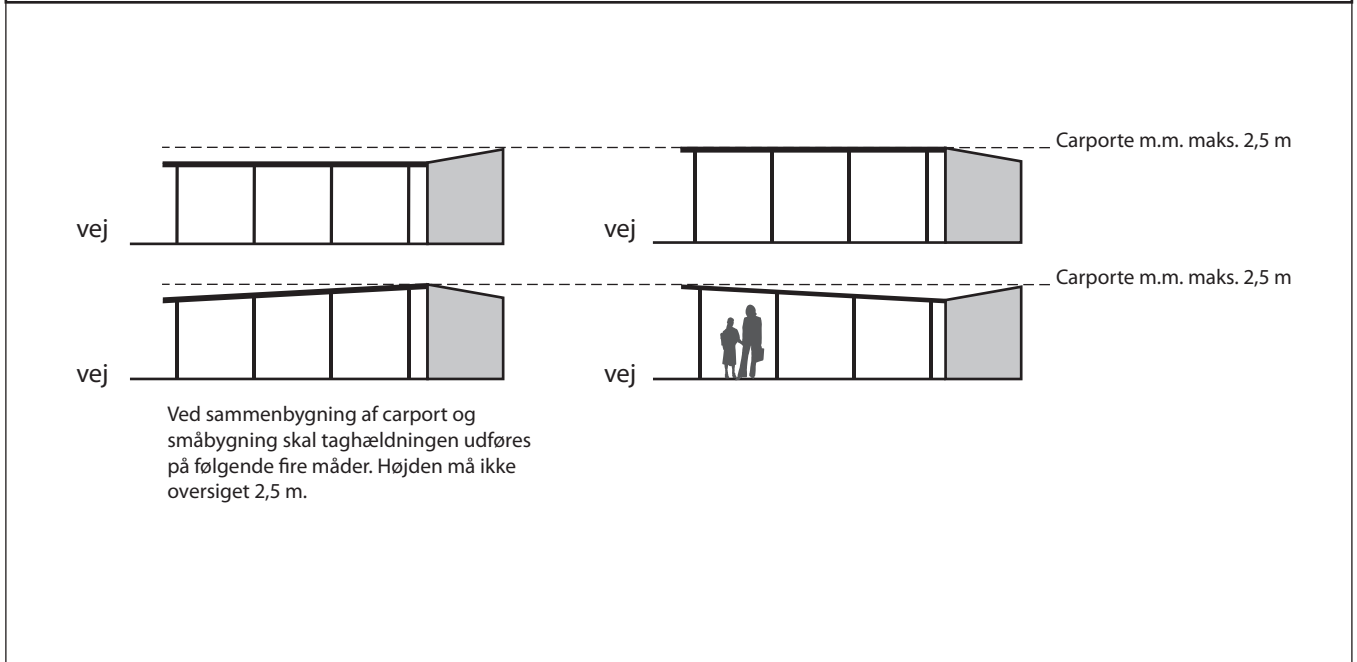 Carporte m.m. maks. 2,5 m
vej
vej
Carporte m.m. maks. 2,5 m
vej
vej
Ved sammenbygning af carport og
småbygning skal taghældningen udføres
på følgende fire måder. Højden må ikke
oversiget 2,5 m.